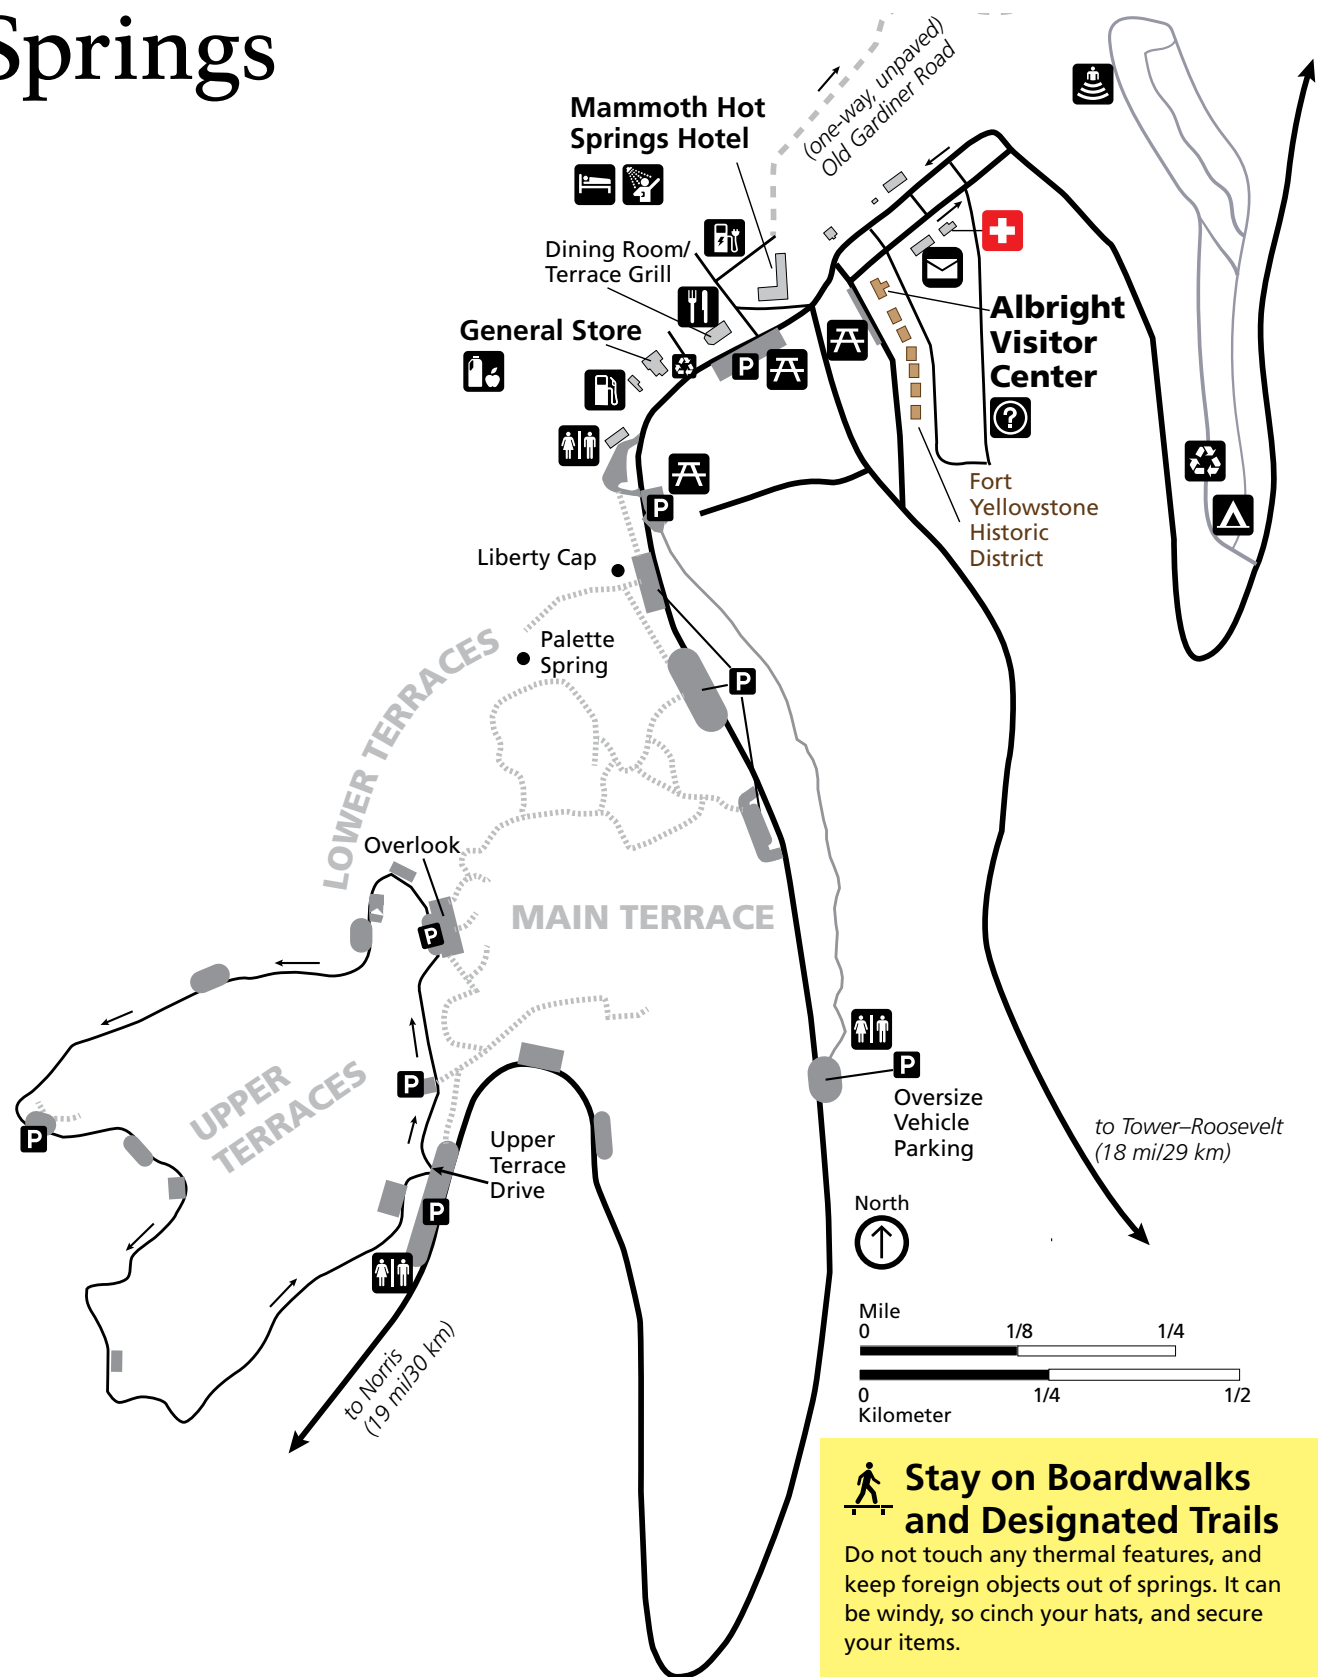 Springs
(one-way, unpaved)
Old Gardiner Road
Mammoth Hot
Springs Hotel
Dining Room/
Terrace Grill
General Store
P
Albright
Visitor
Center
?
P
Fort
Yellowstone
Historic
District
Liberty Cap
Palette
Spring
P
LOWER TERRACES
Overlook
P
MAIN TERRACE
UPPER
TERRACES
P
P
P
Oversize
Vehicle
Parking
Upper
Terrace
Drive
P
to Tower–Roosevelt
(18 mi/29 km)
North
to Norris
(19 mi/30 km)
Mile
0 1/8 1/4
0 1/4 1/2
Kilometer
Stay on Boardwalks
and Designated Trails
Do not touch any thermal features, and
keep foreign objects out of springs. It can
be windy, so cinch your hats, and secure
your items.